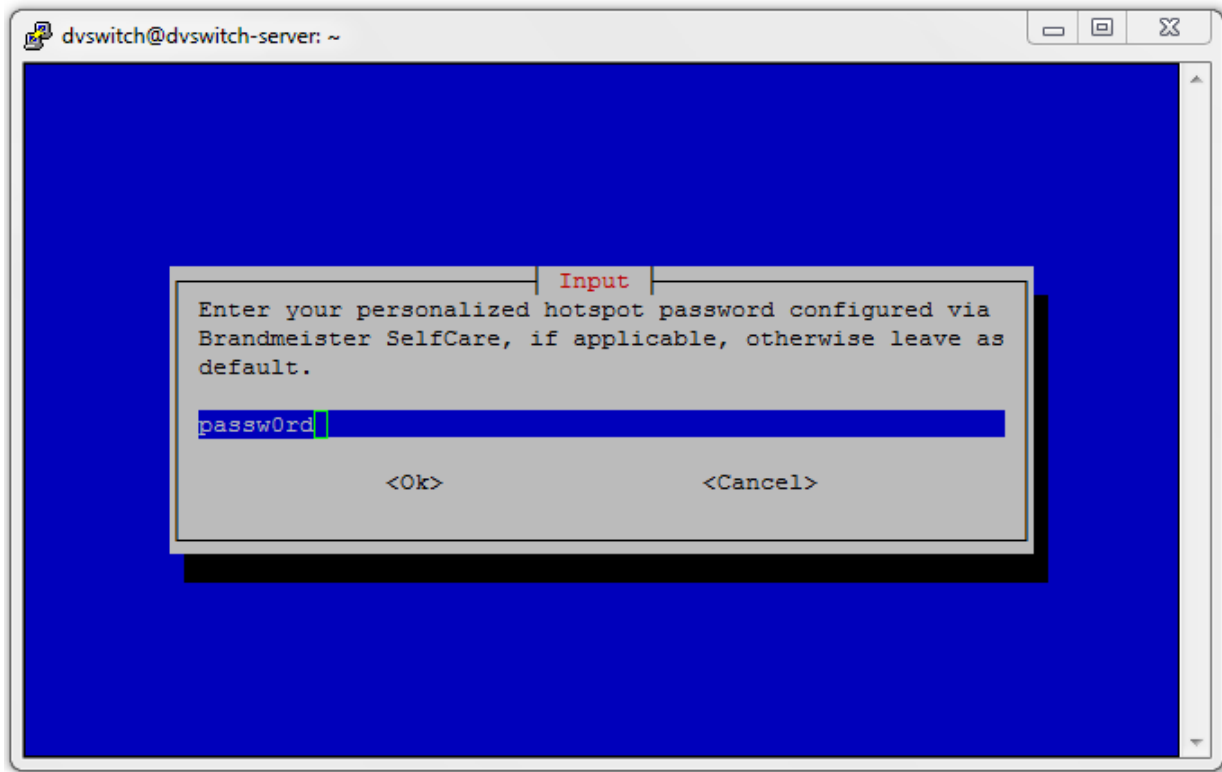 dvswitch@dvswitch-server: ~
Input
Enter your personalized hotspot password configured via
Brandmeister SelfCare, if applicable, otherwise leave as
default.
passw0rd
<Ok> <Cancel>